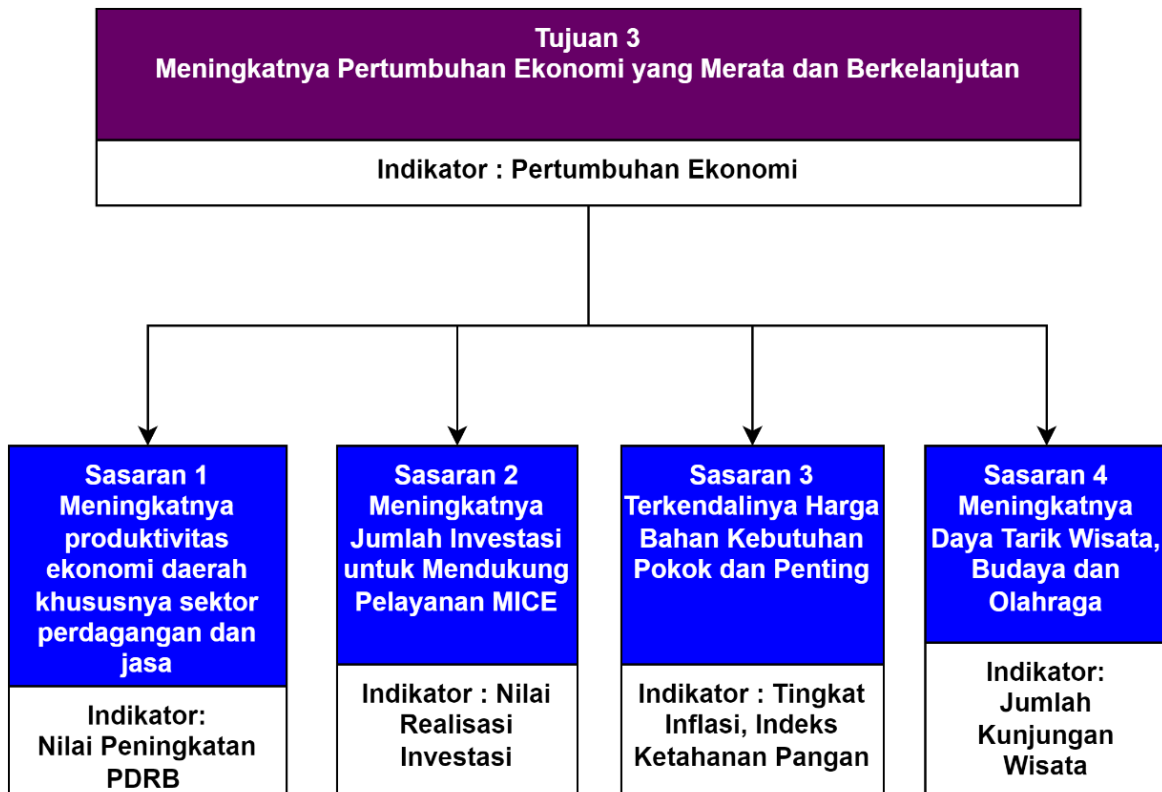 Tujuan 3
Meningkatnya Pertumbuhan Ekonomi yang Merata dan Berkelanjutan
Indikator : Pertumbuhan Ekonomi
Sasaran 1
Meningkatnya
produktivitas
ekonomi daerah
khususnya sektor
perdagangan dan
jasa
Indikator:
Nilai Peningkatan
PDRB
Sasaran 2
Meningkatnya
Jumlah Investasi
untuk Mendukung
Pelayanan MICE
Indikator : Nilai
Realisasi
Investasi
Sasaran 3
Terkendalinya Harga
Bahan Kebutuhan
Pokok dan Penting
Indikator : Tingkat
Inflasi, Indeks
Ketahanan Pangan
Sasaran 4
Meningkatnya
Daya Tarik Wisata,
Budaya dan
Olahraga
Indikator:
Jumlah
Kunjungan
Wisata